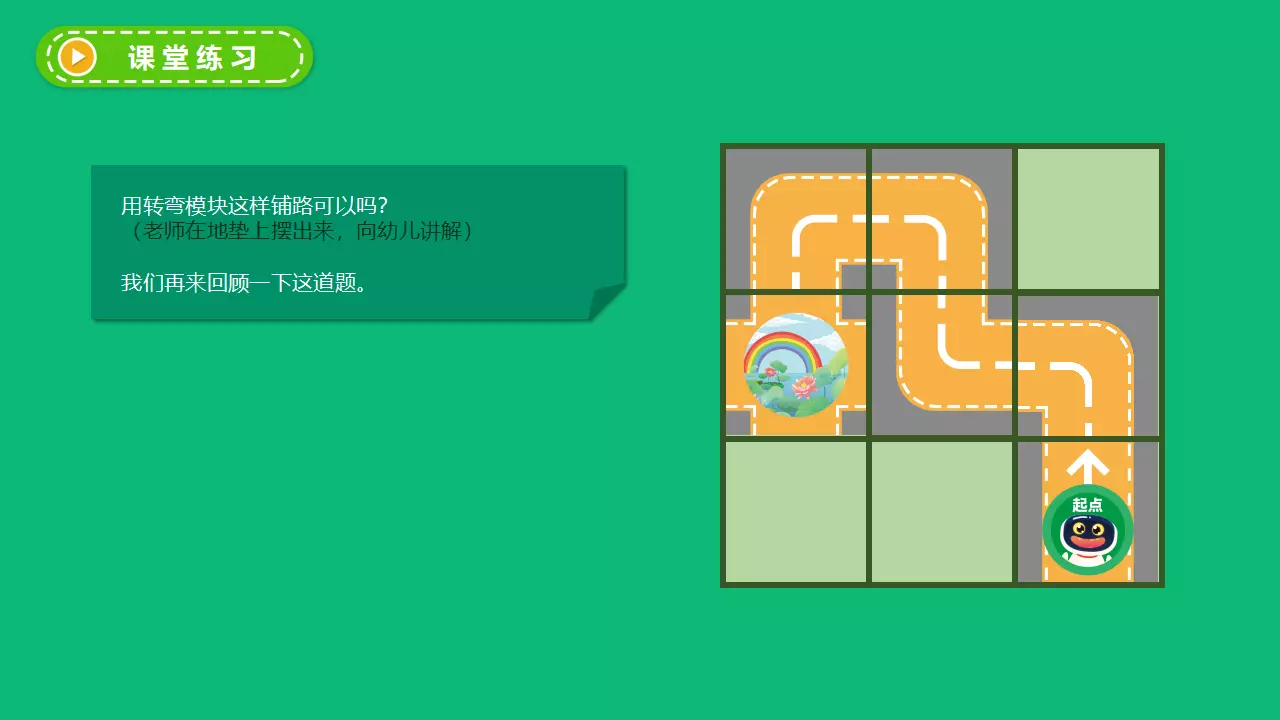 课堂练习
用转弯模块这样铺路可以吗？
（老师在地垫上摆出来，向幼儿讲解）
我们再来回顾一下这道题。
起点